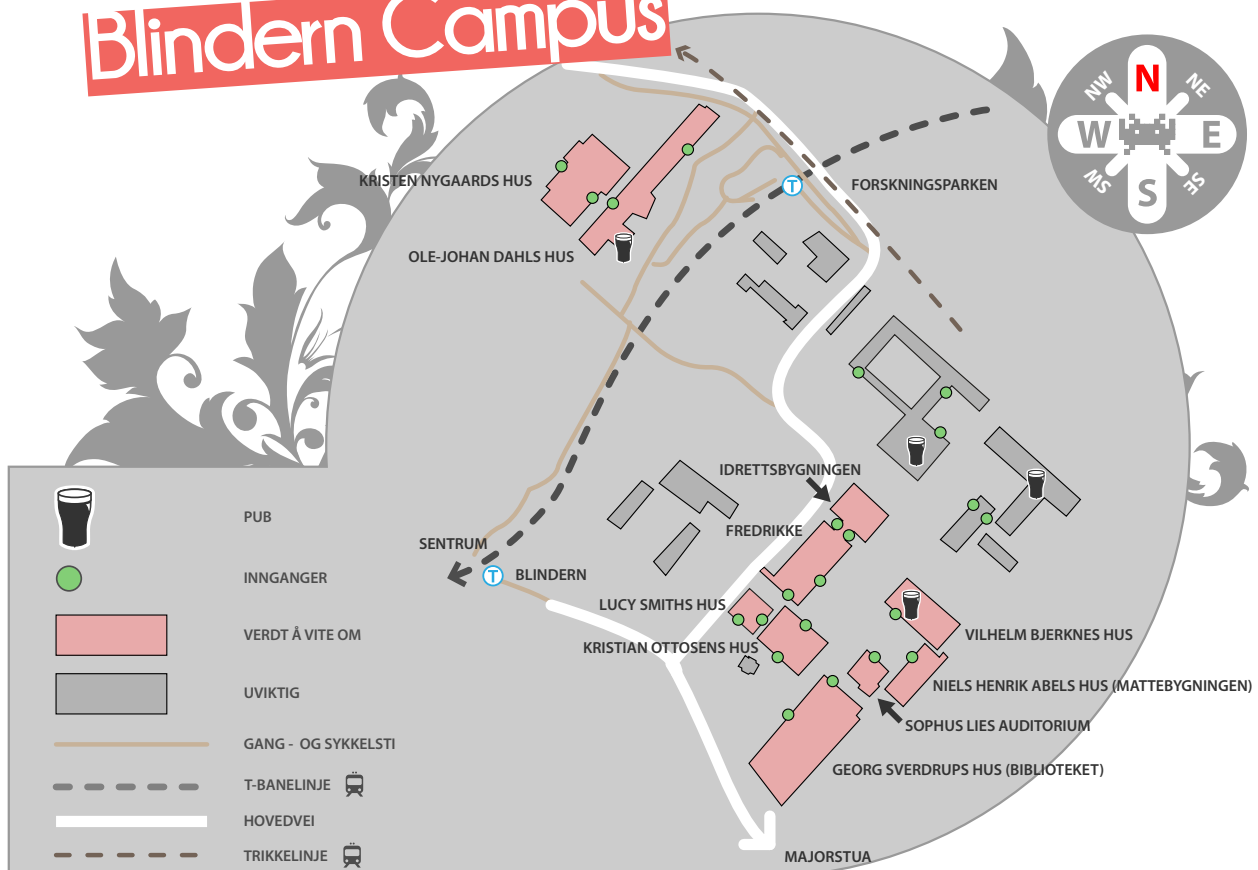 Blindern Campus
N
NE
E
SE
S
SW
W
NW
KRISTEN NYGAARDS HUS
T
FORSKNINGSPARKEN
OLE-JOHAN DAHLS HUS
IDRETTSBYGNINGEN
FREDRIKKE
SENTRUM
T
BLINDERN
LUCY SMITHS HUS
KRISTIAN OTTOSENS HUS
VILHELM BJERKNES HUS
NIELS HENRIK ABELS HUS (MATTEBYGNINGEN)
SOPHUS LIES AUDITORIUM
GEORG SVERDRUPS HUS (BIBLIOTEKET)
MAJORSTUA
PUB
INNGANGER
VERDT Å VITE OM
UVIKTIG
GANG - OG SYKKELSTI
T-BANELINJE
HOVEDVEI
TRIKKELINJE